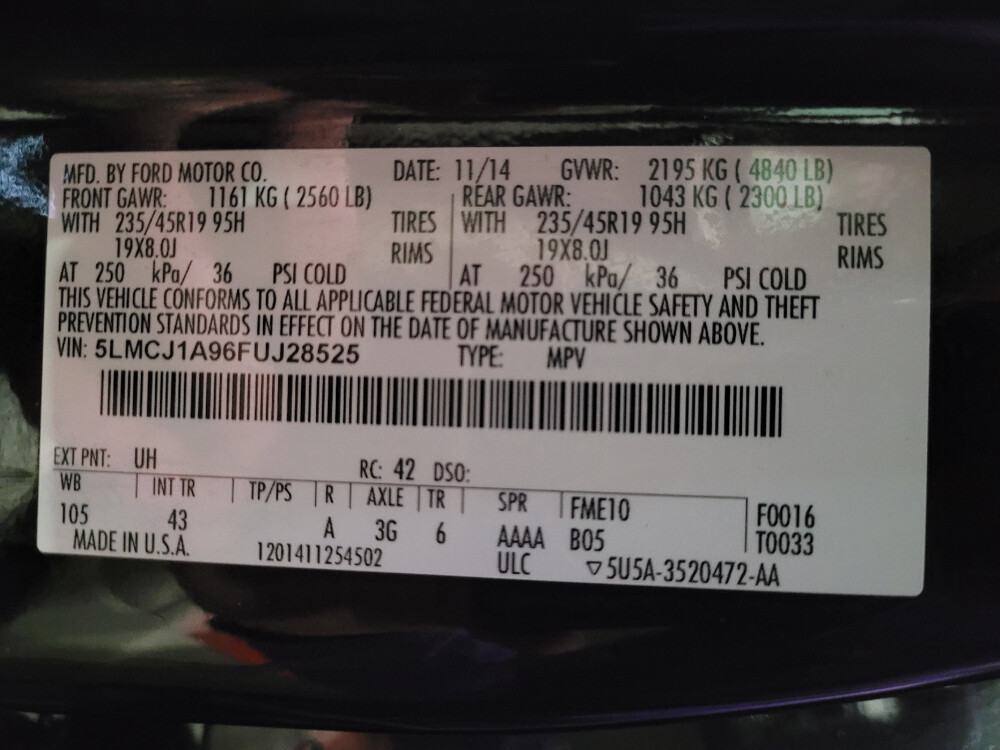 MFD. BY FORD MOTOR CO. DATE: 11/14 GVWR: 2195 KG ( 4840 LB)
FRONT GAWR: 1161 KG ( 2560 LB) REAR GAWR: 1043 KG ( 2300 LB)
WITH 235/45R19 95H TIRES WITH 235/45R19 95H TIRES
19X8.0J RIMS 19X8.0J RIMS
AT 250 kPa/ 36 PSI COLD AT 250 kPa/ 36 PSI COLD
THIS VEHICLE CONFORMS TO ALL APPLICABLE FEDERAL MOTOR VEHICLE SAFETY AND THEFT
PREVENTION STANDARDS IN EFFECT ON THE DATE OF MANUFACTURE SHOWN ABOVE.
VIN: 5LMCJ1A96FUJ28525 TYPE: MPV
EXT PNT: UH RC: 42 DSO:
WB INT TR TP/PS R AXLE TR SPR FME10 F0016
105 43 A 3G 6 AAAA B05 T0033
MADE IN U.S.A. 1201411254502 ULC ▽5U5A-3520472-AA